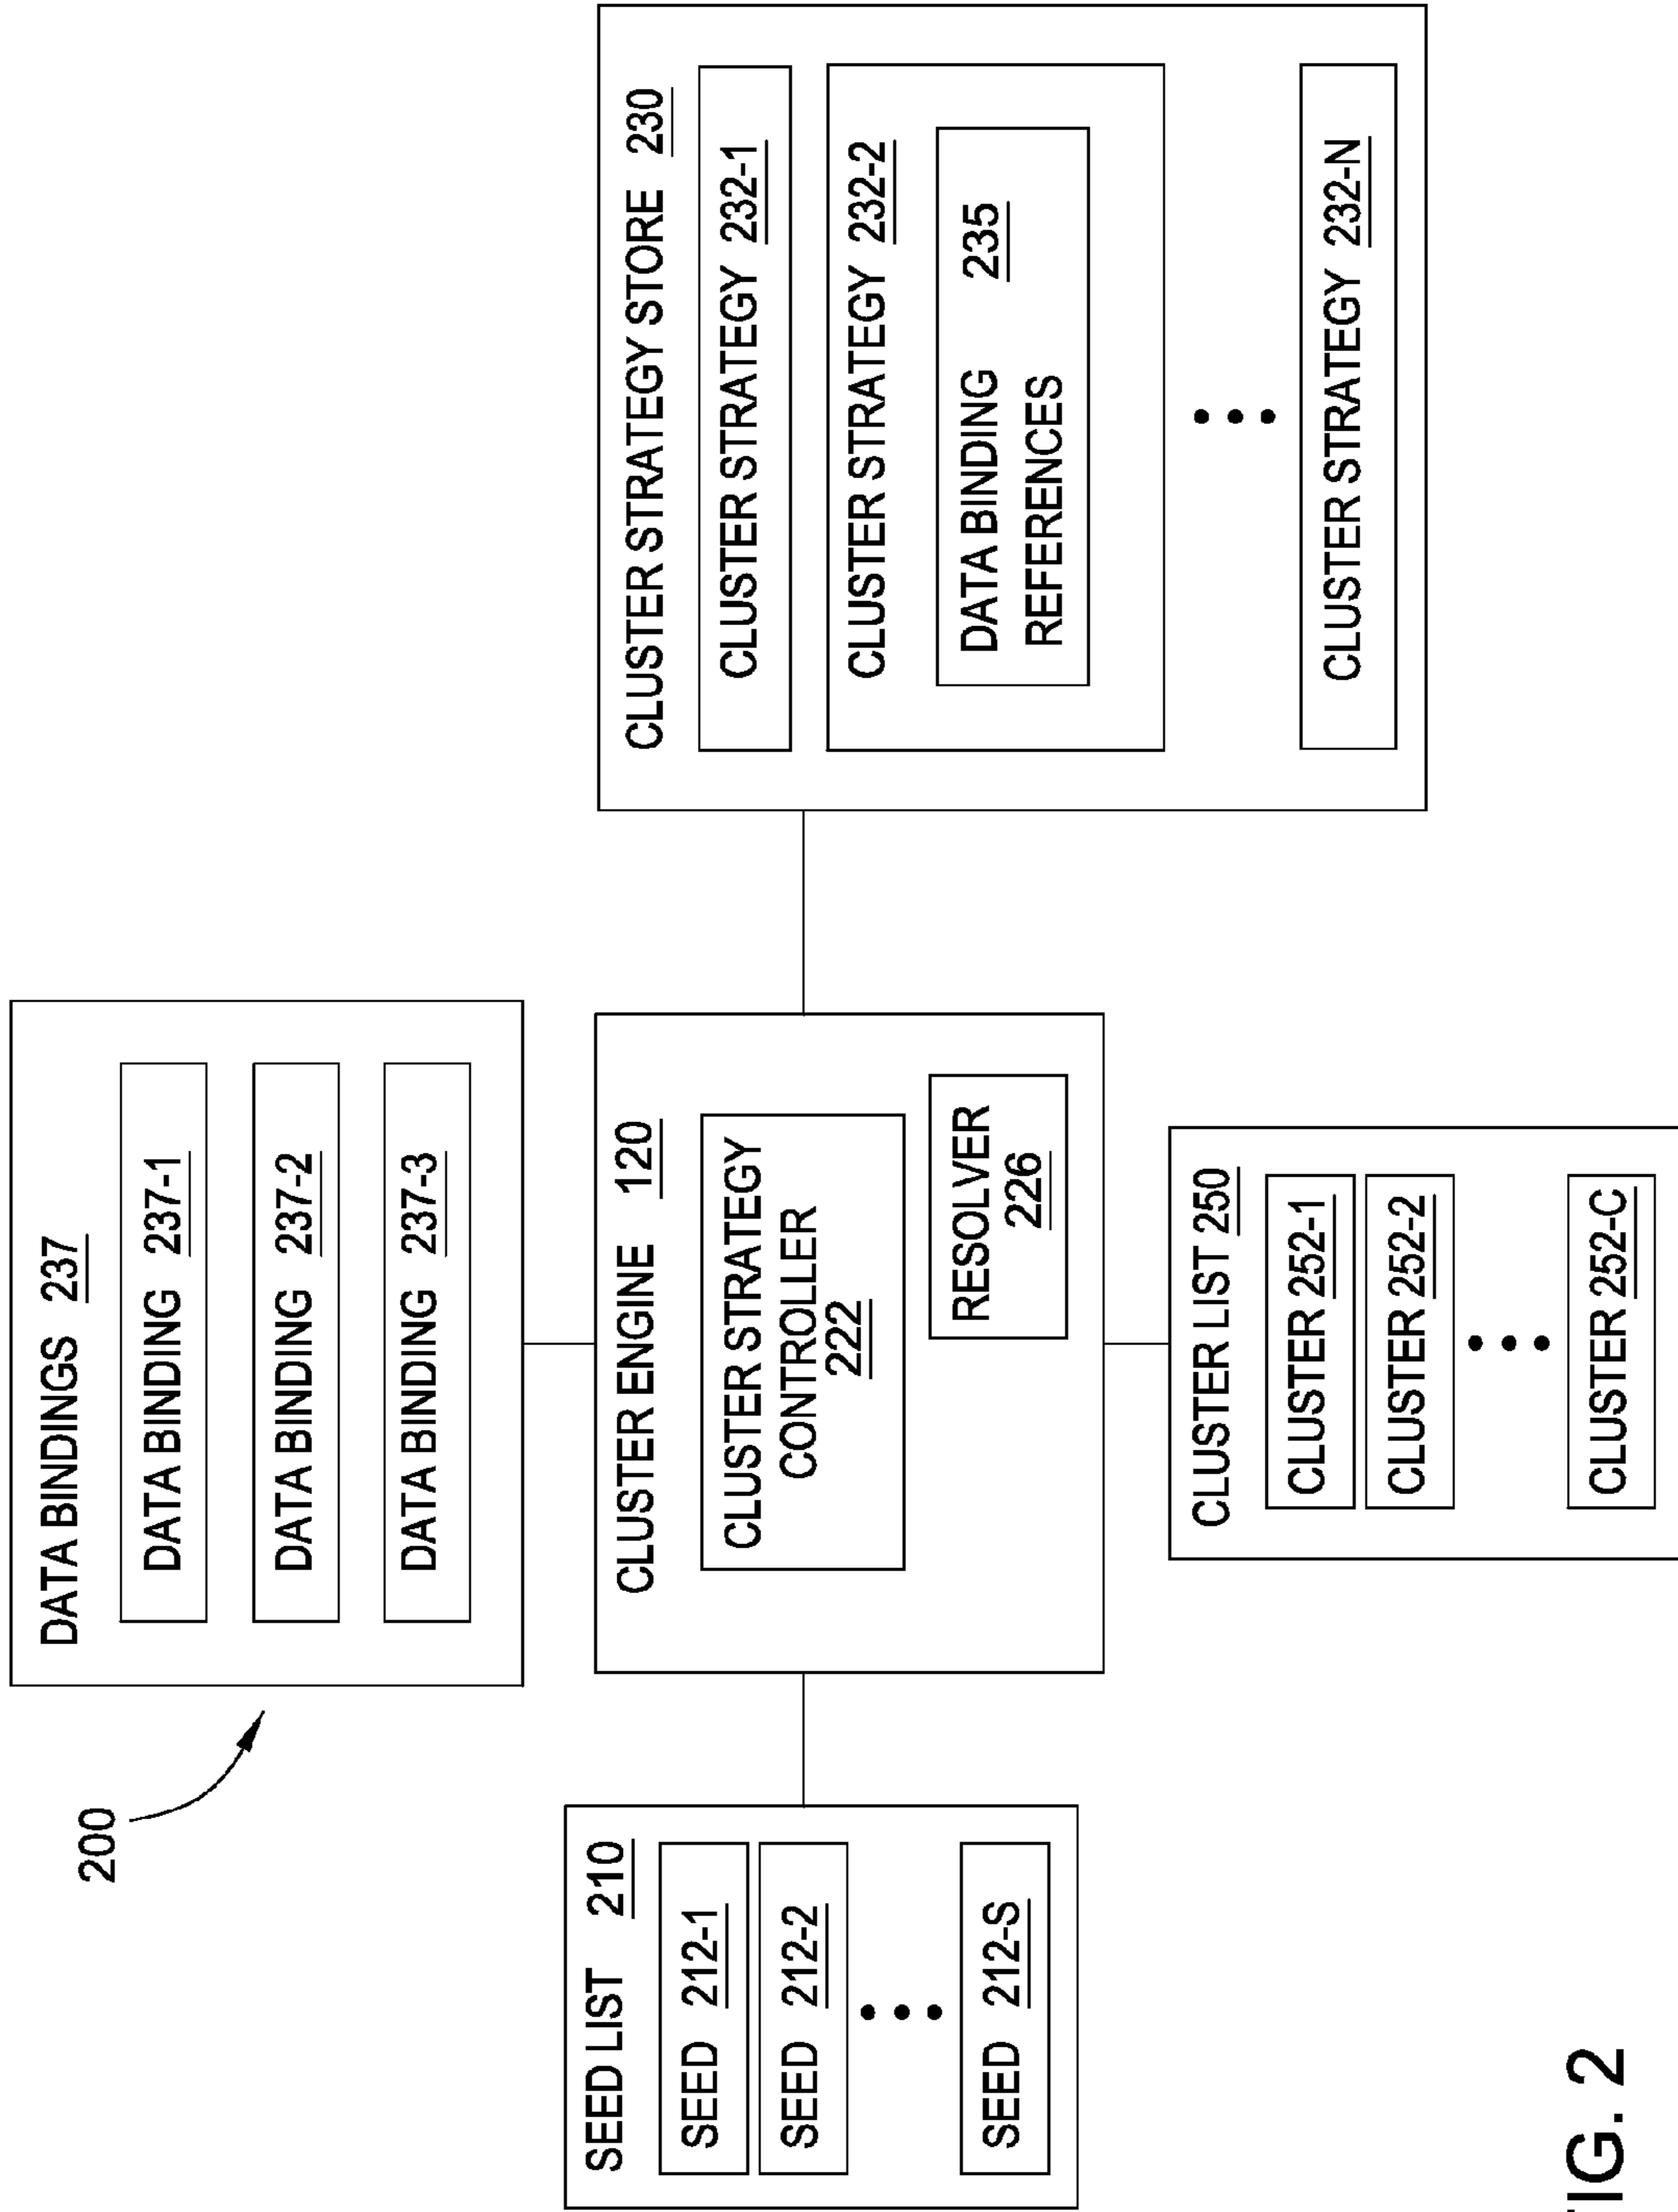 200
DATA BINDINGS 237
DATA BINDING 237-1
DATA BINDING 237-2
DATA BINDING 237-3
SEED LIST 210
SEED 212-1
SEED 212-2
SEED 212-S
CLUSTER ENGINE 120
CLUSTER STRATEGY
CONTROLLER
222
RESOLVER
226
CLUSTER STRATEGY STORE 230
CLUSTER STRATEGY 232-1
CLUSTER STRATEGY 232-2
DATA BINDING 235
REFERENCES
CLUSTER STRATEGY 232-N
CLUSTER LIST 250
CLUSTER 252-1
CLUSTER 252-2
CLUSTER 252-C
FIG. 2